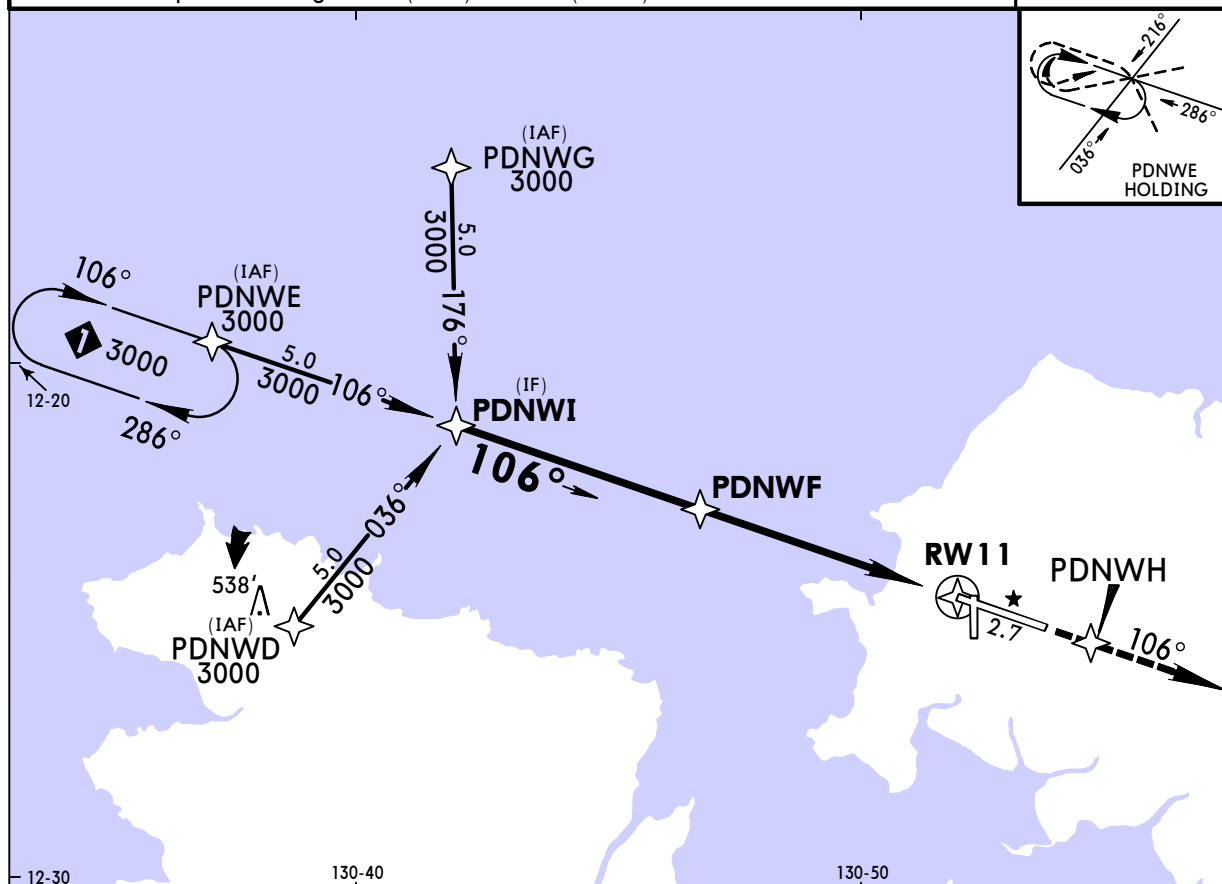 216°
286°
036°
PDNWE
HOLDING
(IAF)
PDNWG
3000
5.0
3000
176°
106°
(IAF)
PDNWE
3000
1
3000
5.0
3000
106°
12-20
286°
(IF)
PDNWI
106°
PDNWF
036°
5.0
3000
538'
(IAF)
PDNWD
3000
RW11
PDNWH
2.7
106°
12-30
130-40
130-50